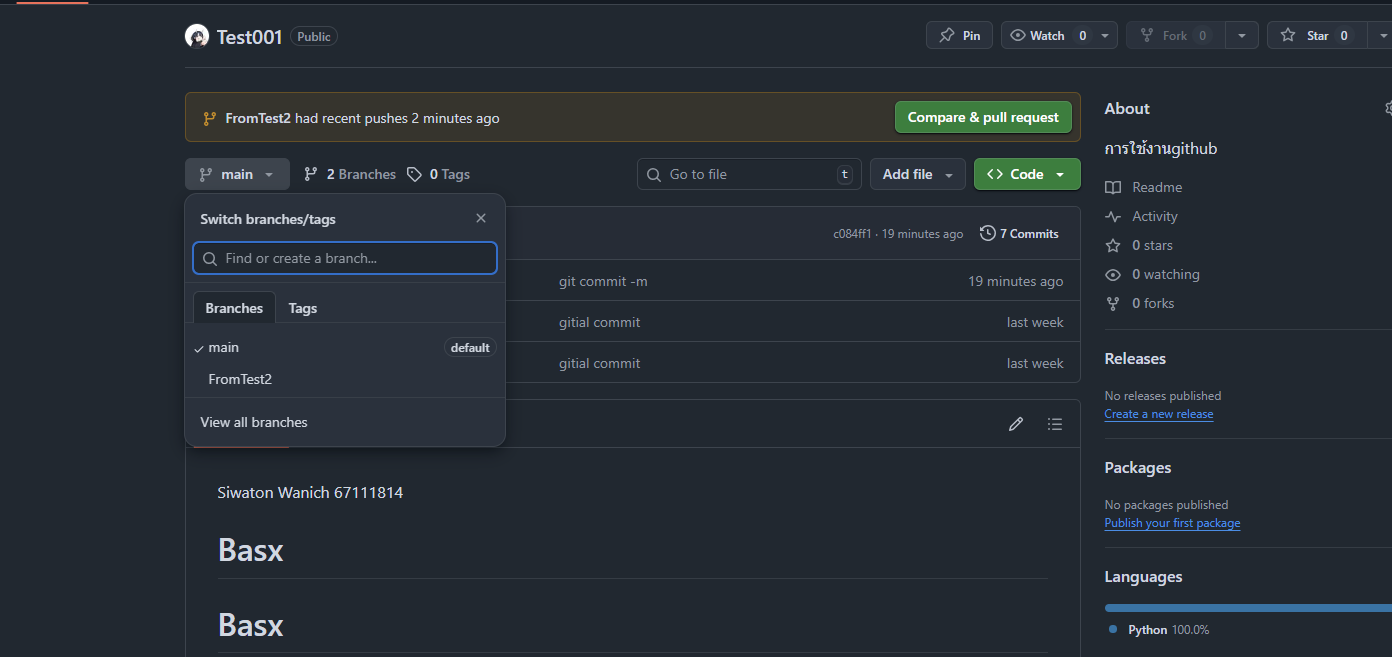 Test001 Public
Pin Watch 0 Fork 0 Star 0
FromTest2 had recent pushes 2 minutes ago
Compare & pull request
main 2 Branches 0 Tags
Go to file t Add file Code
Switch branches/tags
Find or create a branch...
Branches Tags
main default
FromTest2
View all branches
c084ff1 · 19 minutes ago 7 Commits
git commit -m 19 minutes ago
gitial commit last week
gitial commit last week
Siwaton Wanich 67111814
Basx
Basx
About
การใช้งานgithub
Readme
Activity
0 stars
0 watching
0 forks
Releases
No releases published
Create a new release
Packages
No packages published
Publish your first package
Languages
Python 100.0%